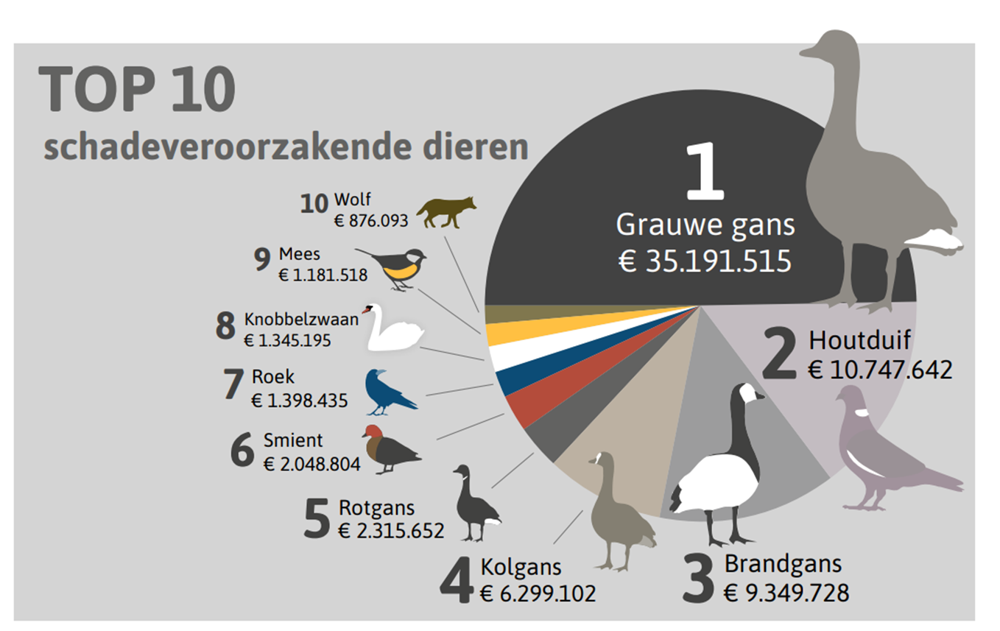 TOP 10
schadeveroorzakende dieren
1
Grauwe gans
€ 35.191.515
2 Houtduif
€ 10.747.642
3 Brandgans
€ 9.349.728
4 Kolgans
€ 6.299.102
5 Rotgans
€ 2.315.652
6 Smient
€ 2.048.804
7 Roek
€ 1.398.435
8 Knobbelzwaan
€ 1.345.195
9 Mees
€ 1.181.518
10 Wolf
€ 876.093